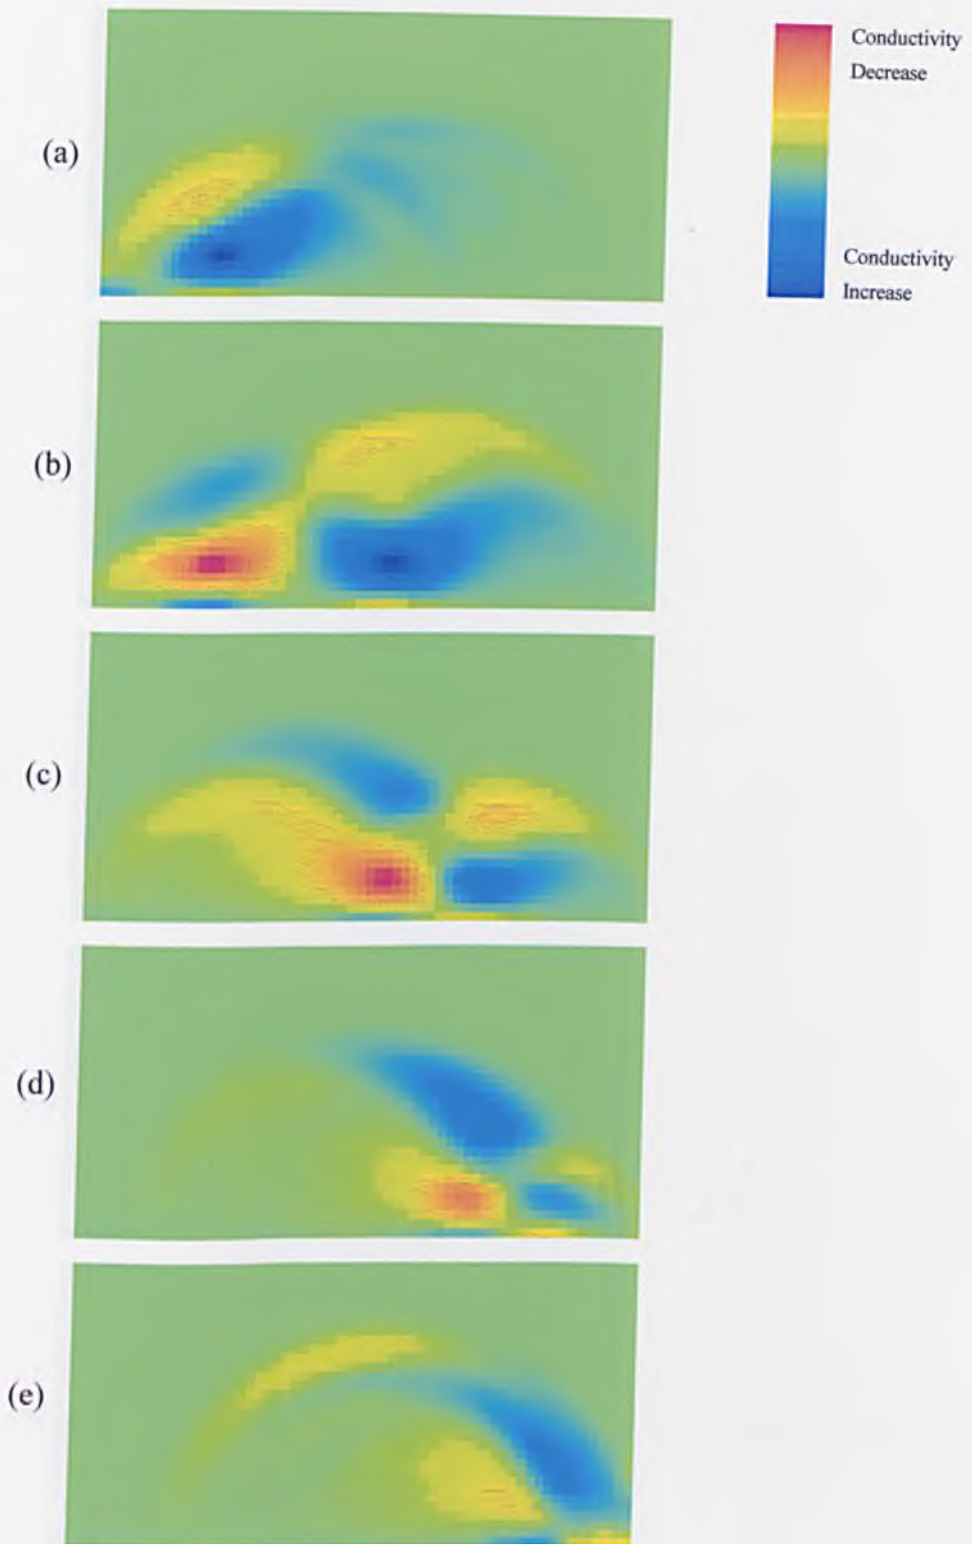 (a)
Conductivity
Decrease
Conductivity
Increase
(b)
(c)
(d)
(e)